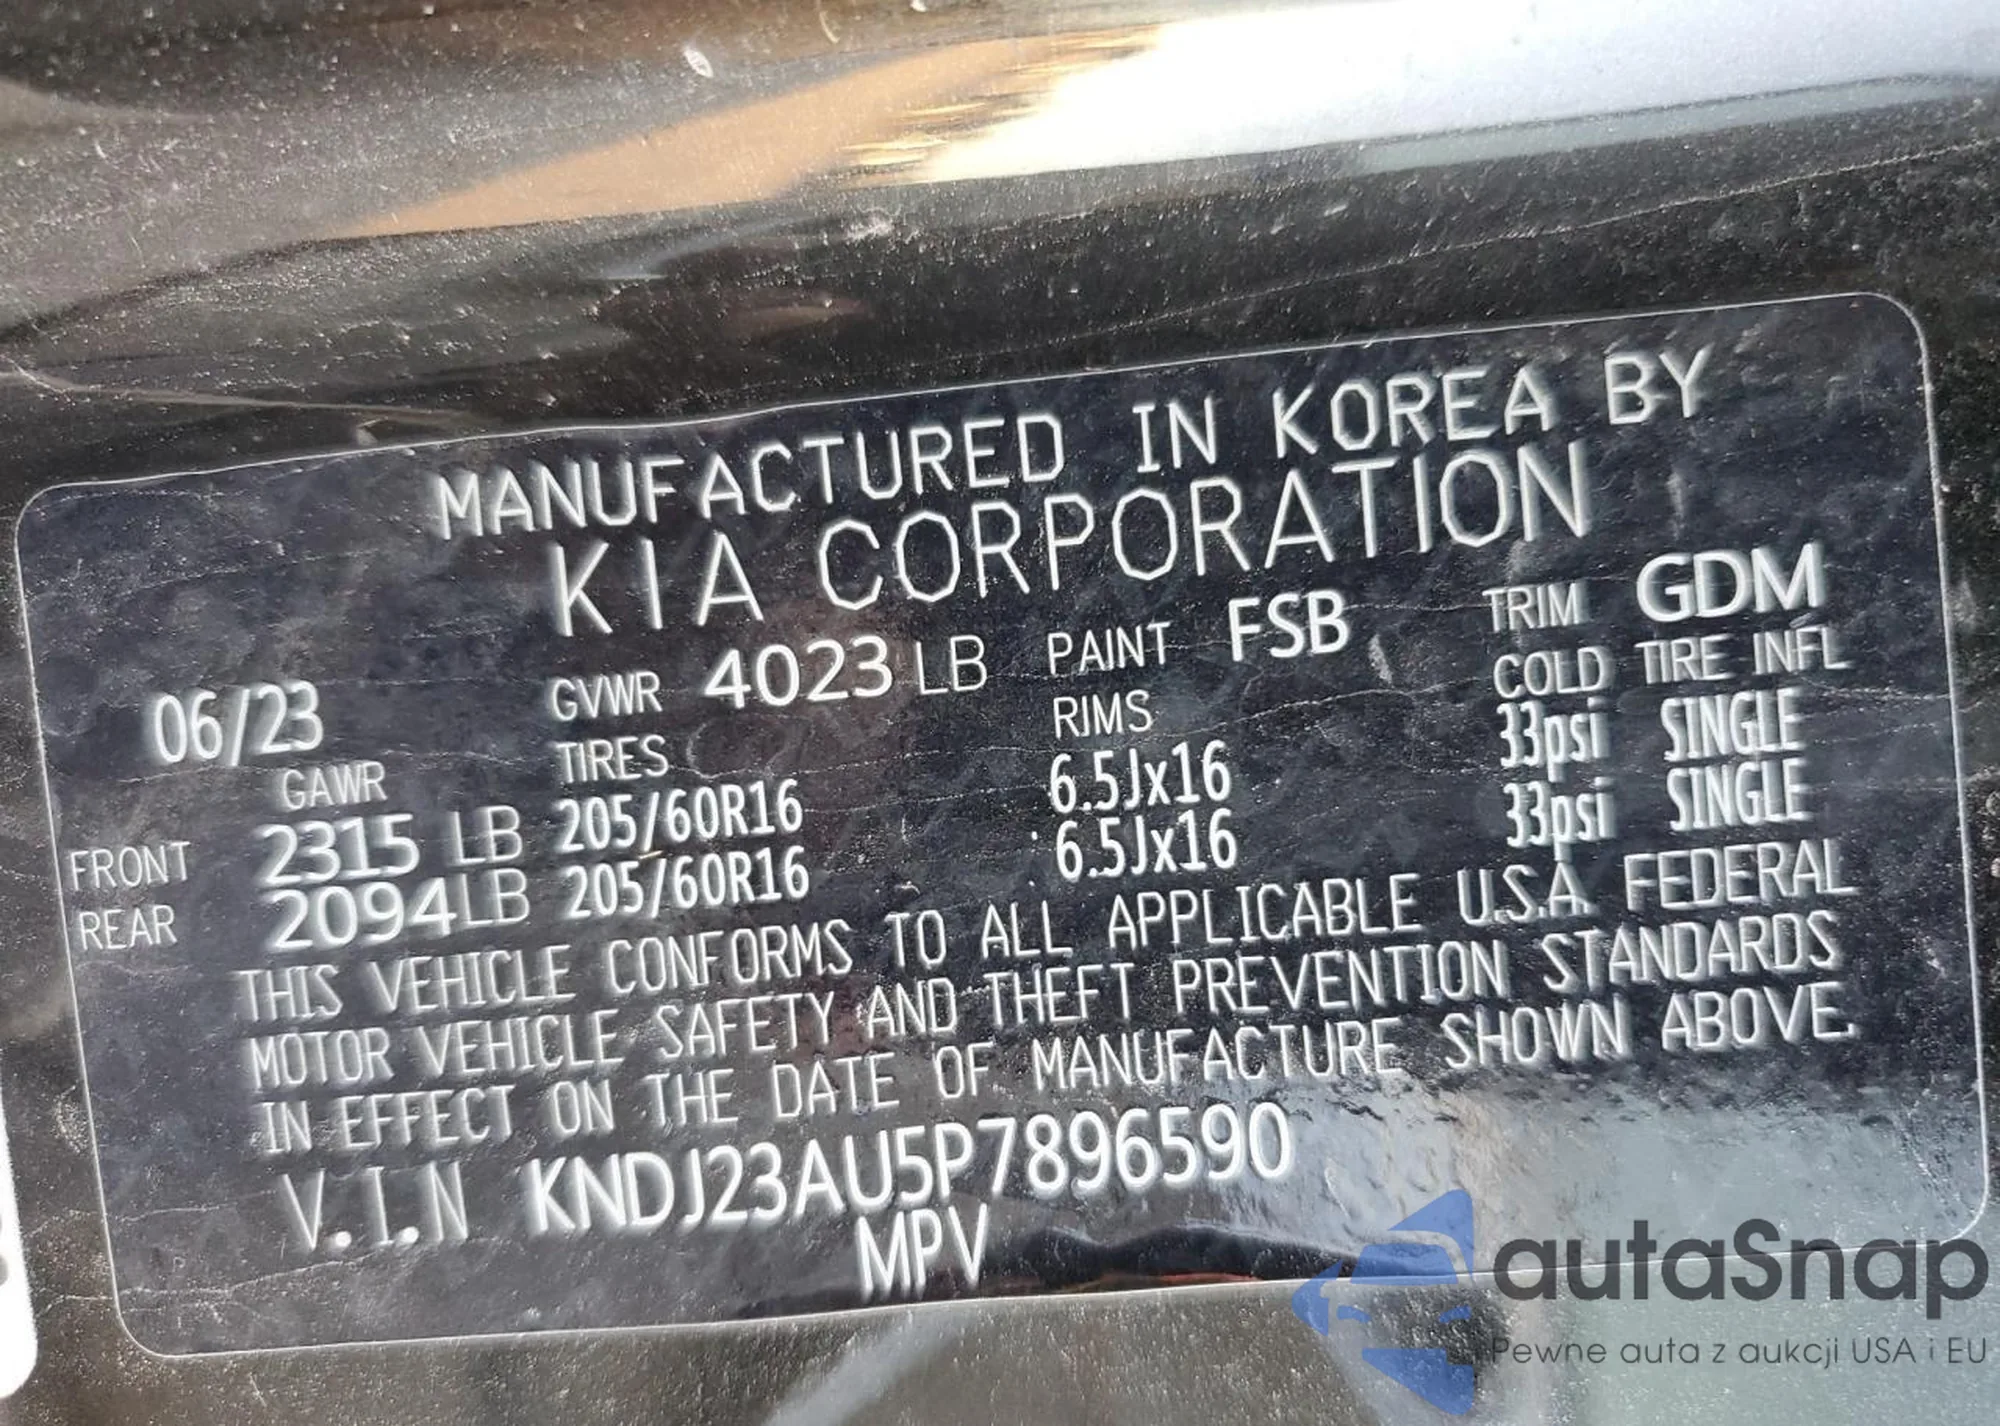 MANUFACTURED IN KOREA BY
KIA CORPORATION
06/23 GVWR 4023 LB PAINT FSB TRIM GDM
GAWR TIRES RIMS COLD TIRE INFL
FRONT 2315 LB 205/60R16 6.5Jx16 33psi SINGLE
REAR 2094LB 205/60R16 6.5Jx16 33psi SINGLE
THIS VEHICLE CONFORMS TO ALL APPLICABLE U.S.A. FEDERAL
MOTOR VEHICLE SAFETY AND THEFT PREVENTION STANDARDS
IN EFFECT ON THE DATE OF MANUFACTURE SHOWN ABOVE.
V.I.N KNDJ23AU5P7896590
MPV
autaSnap
Pewne auta z aukcji USA i EU